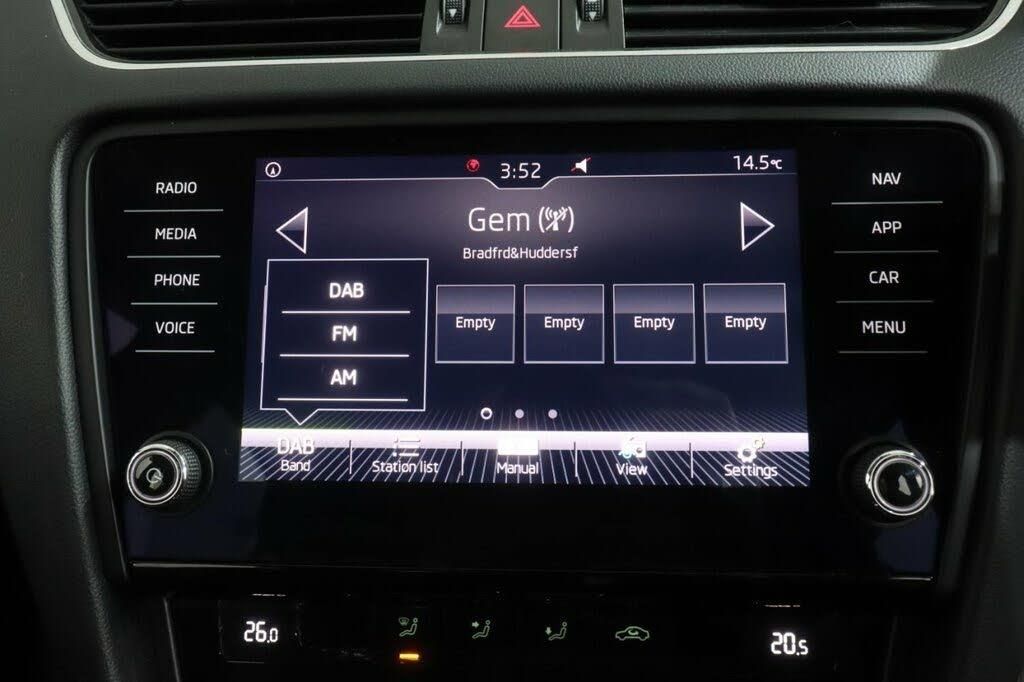 RADIO
MEDIA
PHONE
VOICE
3:52
14.5°C
Gem
Bradfrd&Huddersf
DAB
FM
AM
Empty
Empty
Empty
Empty
DAB
Band
Station list
Manual
View
Settings
NAV
APP
CAR
MENU
26.0
20.5